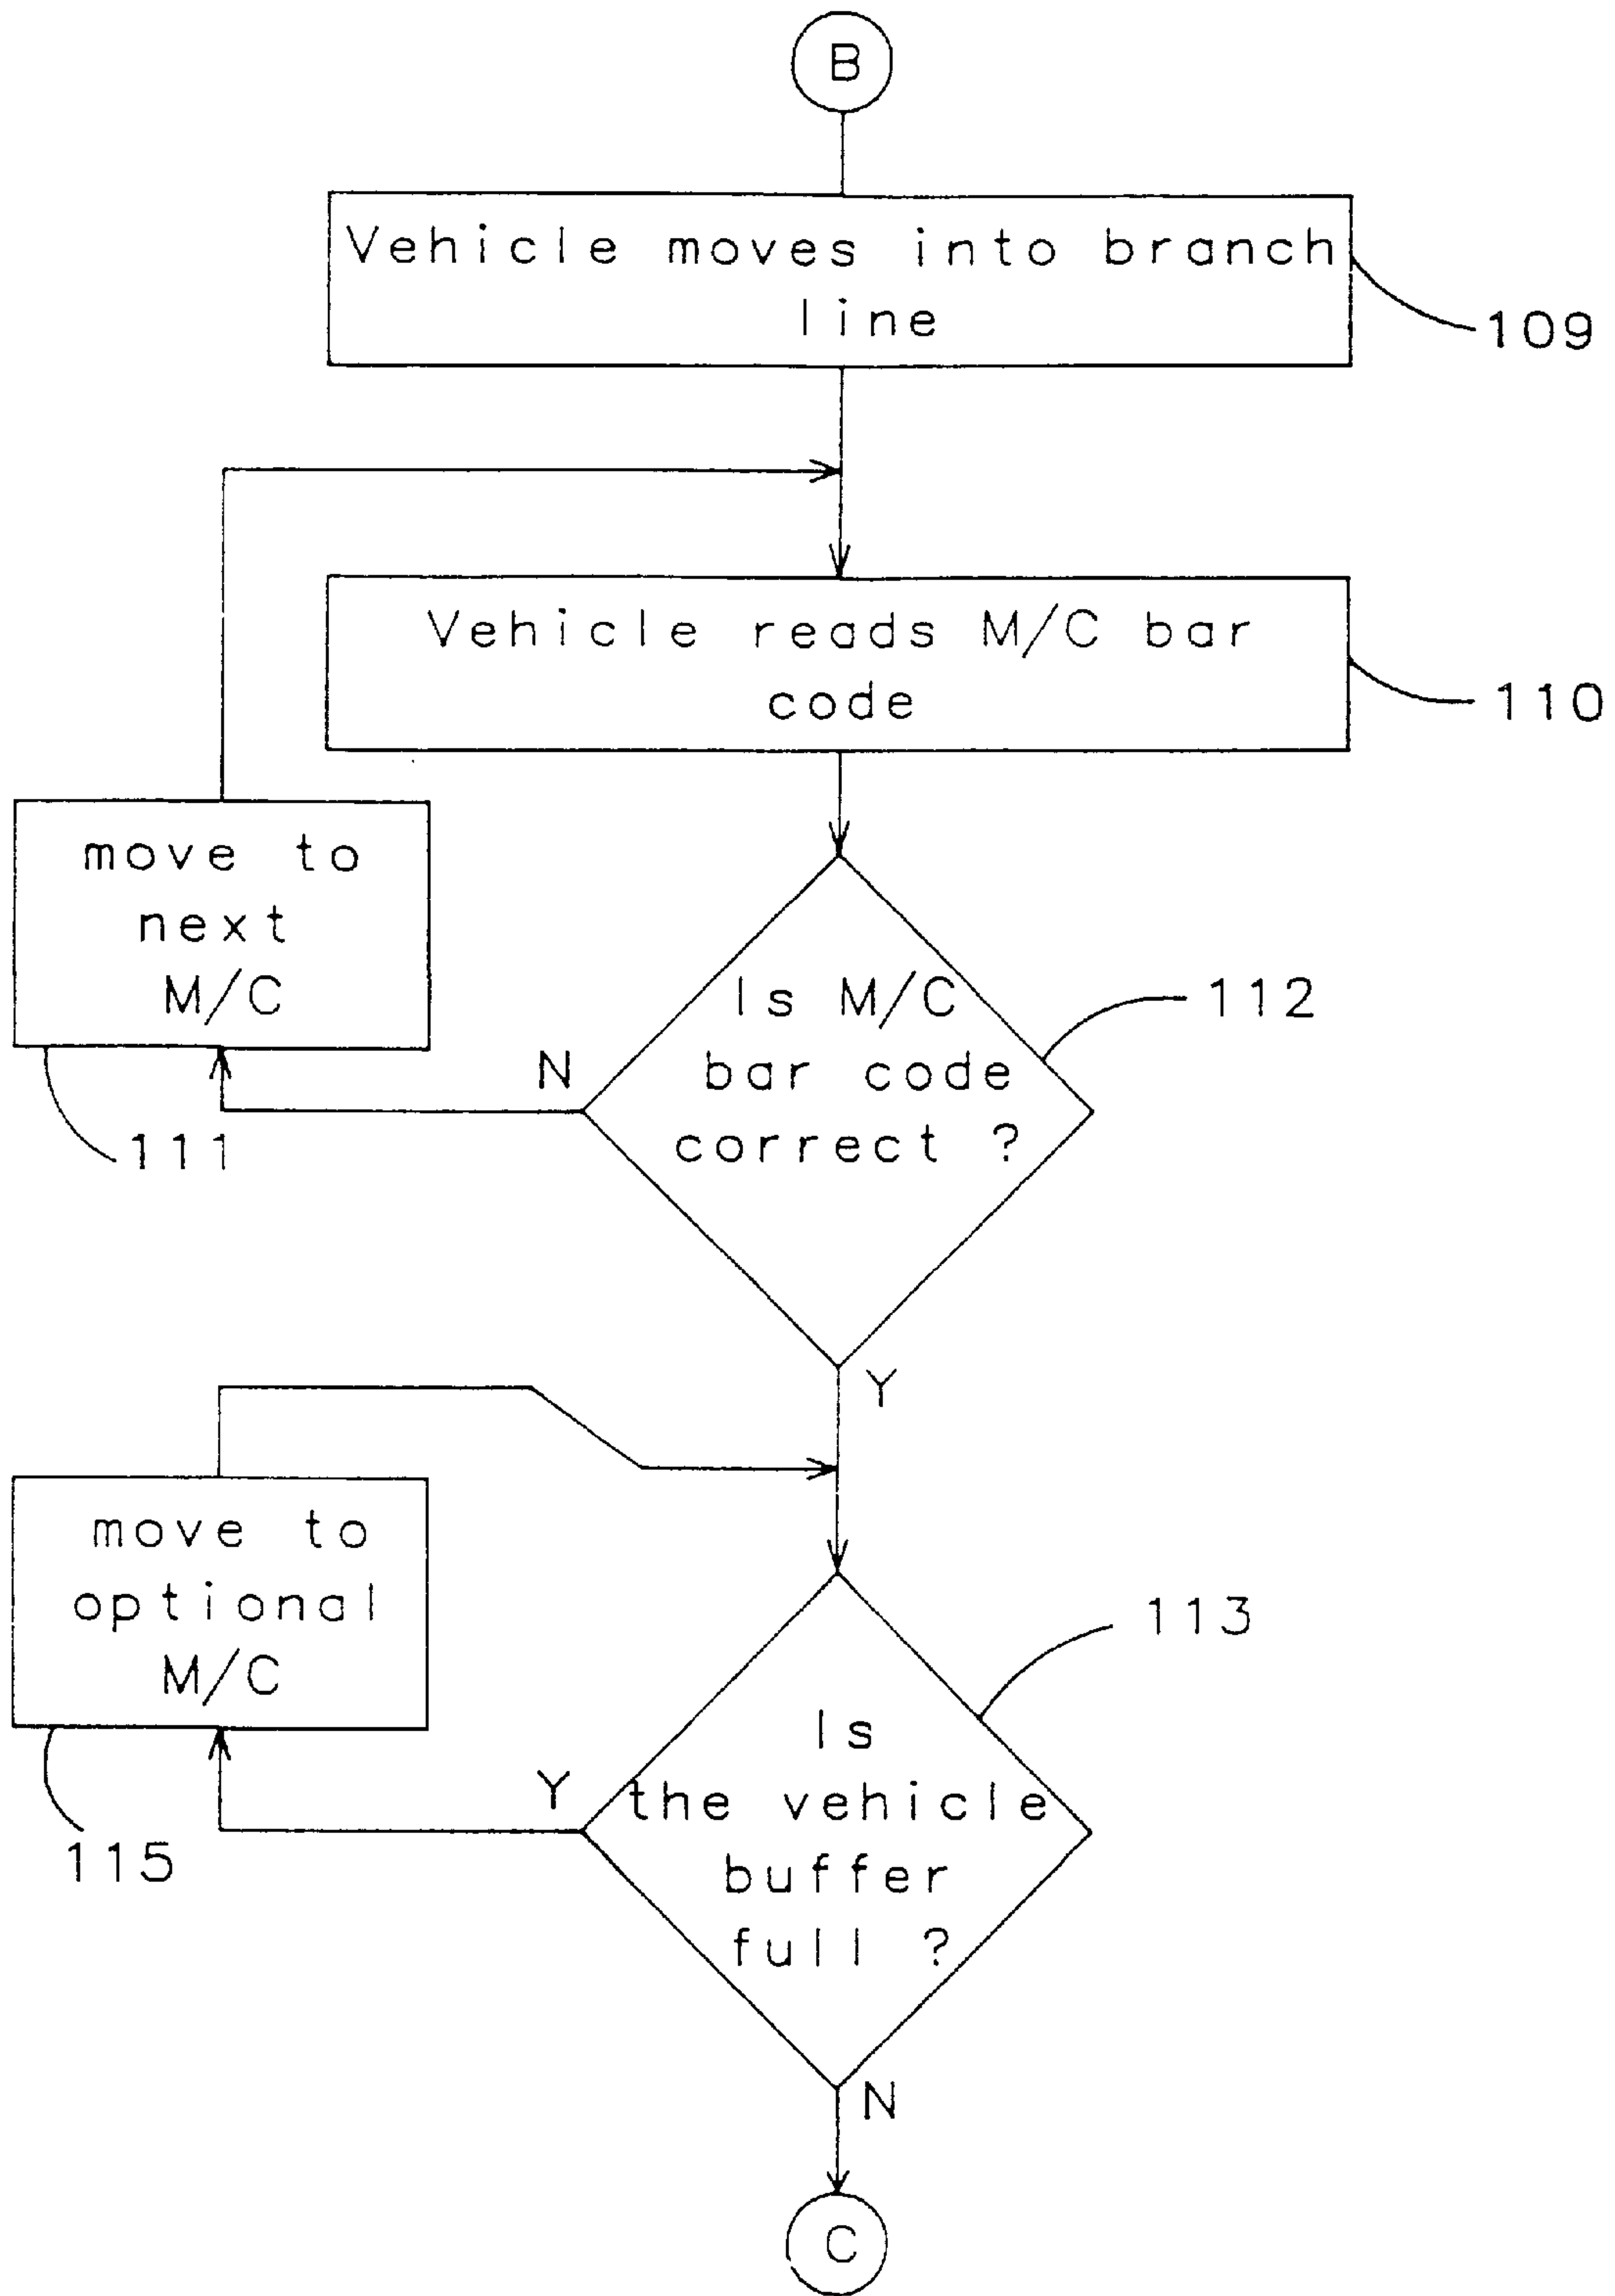 B
Vehicle moves into branch
line
109
Vehicle reads M/C bar
code
110
move to
next
M/C
111
Is M/C
bar code
correct ?
112
N
Y
move to
optional
M/C
115
Is
the vehicle
buffer
full ?
113
Y
N
C